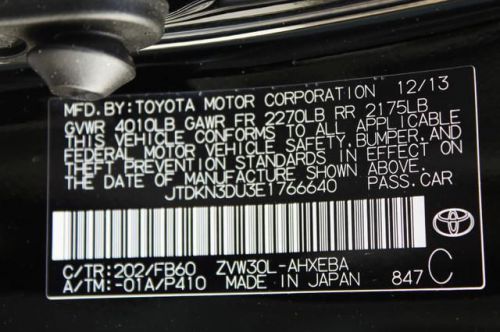 MFD. BY: TOYOTA MOTOR CORPORATION 12/13
GVWR 4010LB GAWR FR 2270LB RR 2175LB
THIS VEHICLE CONFORMS TO ALL APPLICABLE
FEDERAL MOTOR VEHICLE SAFETY, BUMPER, AND
THEFT PREVENTION STANDARDS IN EFFECT ON
THE DATE OF MANUFACTURE SHOWN ABOVE.
JTDKN3DU3E1766640 PASS. CAR
C/TR: 202/FB60 ZVW30L-AHXEBA
A/TM: -01A/P410 MADE IN JAPAN 847 C